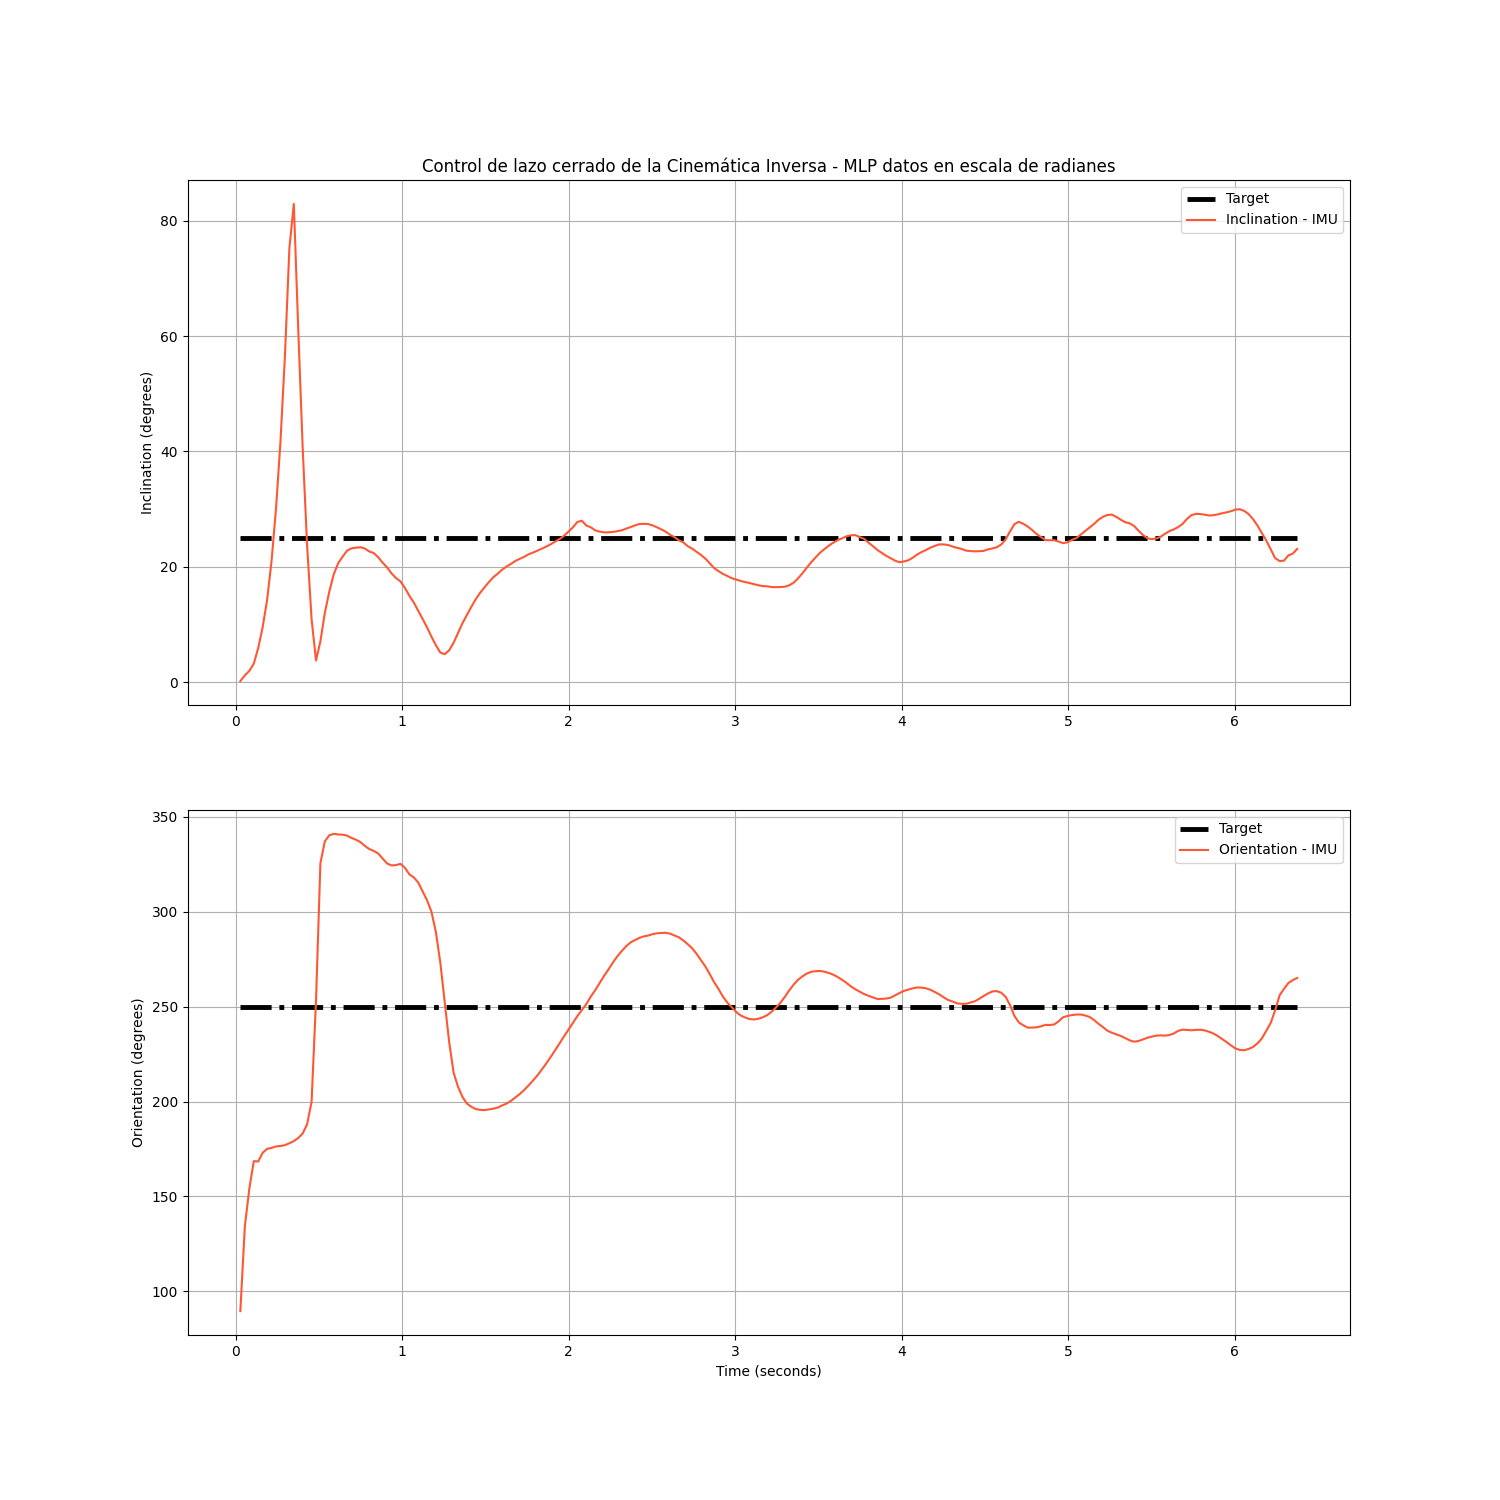 Control de lazo cerrado de la Cinemática Inversa - MLP datos en escala de radianes
Target
Inclination - IMU
Inclination (degrees)
80
60
40
20
0
0 1 2 3 4 5 6
Target
Orientation - IMU
Orientation (degrees)
350
300
250
200
150
100
0 1 2 3 4 5 6
Time (seconds)